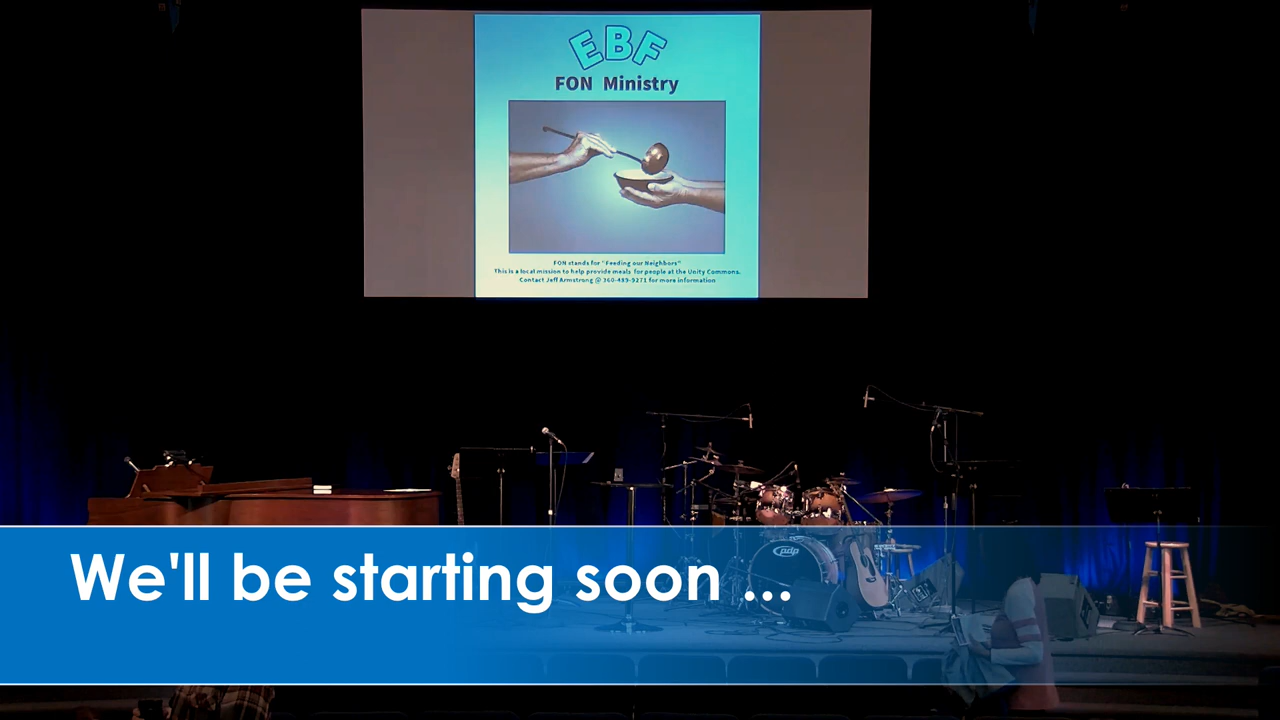 EBF
FON Ministry
FON stands for "Feeding our Neighbors"
This is a local mission to help provide meals for people at the Unity Commons.
Contact Jeff Armstrong @ 360-489-9271 for more information
pdp
We'll be starting soon ...